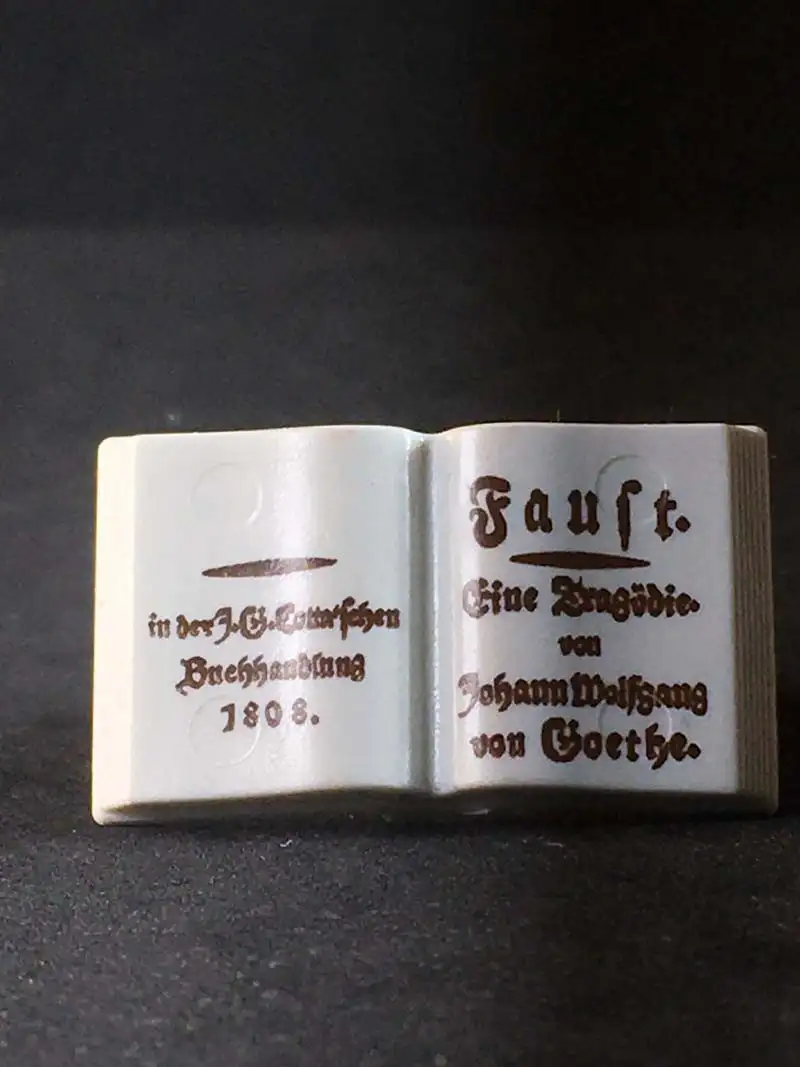 in der J. G. Cotta'schen
Buchhandlung
1808.
Fauſt.
Eine Tragödie.
von
Johann Wolfgang
von Goethe.